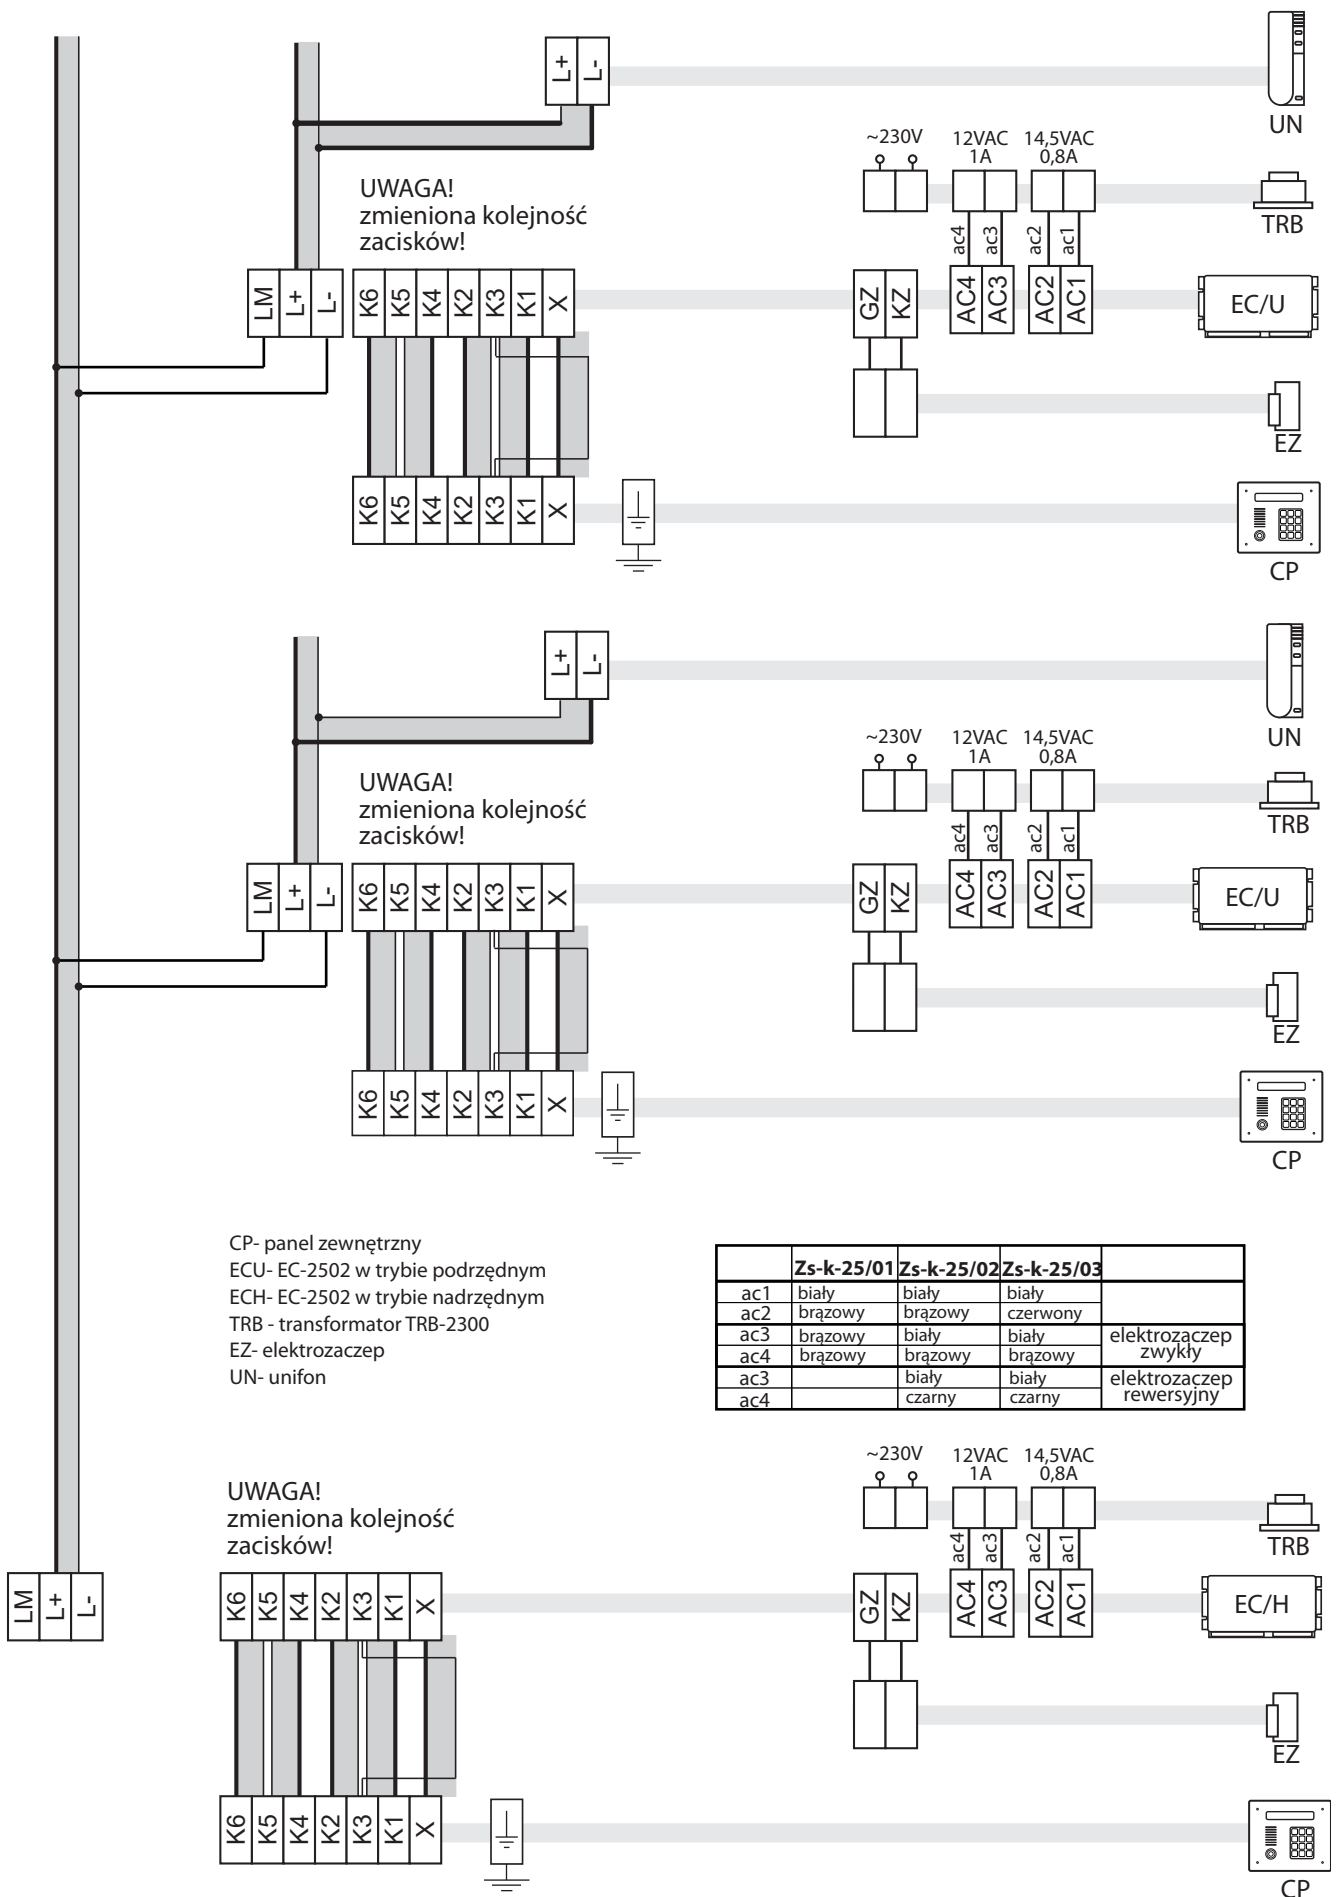 L+ L-
UN
~230V 12VAC 14,5VAC
1A 0,8A
TRB
UWAGA!
zmieniona kolejność
zacisków!
ac4 ac3 ac2 ac1
LM L+ L- K6 K5 K4 K2 K3 K1 X GZ KZ AC4 AC3 AC2 AC1 EC/U
EZ
K6 K5 K4 K2 K3 K1 X
CP
L+ L-
UN
~230V 12VAC 14,5VAC
1A 0,8A
TRB
UWAGA!
zmieniona kolejność
zacisków!
ac4 ac3 ac2 ac1
LM L+ L- K6 K5 K4 K2 K3 K1 X GZ KZ AC4 AC3 AC2 AC1 EC/U
EZ
K6 K5 K4 K2 K3 K1 X
CP
CP- panel zewnętrzny
ECU- EC-2502 w trybie podrzędnym
ECH- EC-2502 w trybie nadrzędnym
TRB - transformator TRB-2300
EZ- elektrozaczep
UN- unifon
Zs-k-25/01 Zs-k-25/02 Zs-k-25/03
ac1 biały biały biały
ac2 brązowy brązowy czerwony
ac3 brązowy biały biały elektrozaczep
ac4 brązowy brązowy brązowy zwykły
ac3 biały biały elektrozaczep
ac4 czarny czarny rewersyjny
~230V 12VAC 14,5VAC
1A 0,8A
TRB
UWAGA!
zmieniona kolejność
zacisków!
ac4 ac3 ac2 ac1
LM L+ L- K6 K5 K4 K2 K3 K1 X GZ KZ AC4 AC3 AC2 AC1 EC/H
EZ
K6 K5 K4 K2 K3 K1 X
CP